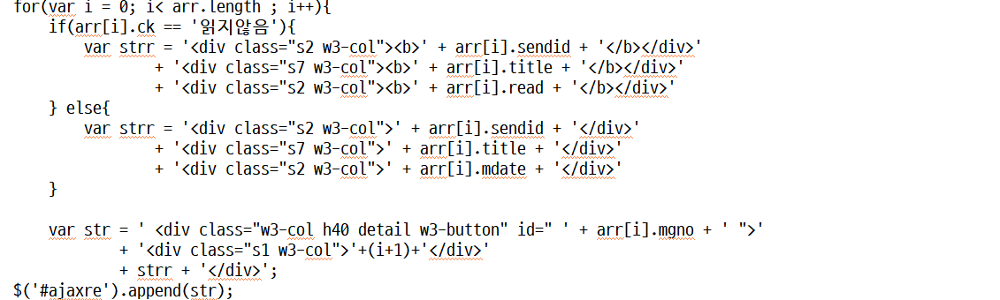 for(var i = 0; i< arr.length ; i++){
    if(arr[i].ck == '읽지않음'){
        var strr = '<div class="s2 w3-col"><b>' + arr[i].sendid + '</b></div>'
                + '<div class="s7 w3-col"><b>' + arr[i].title + '</b></div>'
                + '<div class="s2 w3-col"><b>' + arr[i].read + '</b></div>'
    } else{
        var strr = '<div class="s2 w3-col">' + arr[i].sendid + '</div>'
                + '<div class="s7 w3-col">' + arr[i].title + '</div>'
                + '<div class="s2 w3-col">' + arr[i].mdate + '</div>'
    }
    var str = ' <div class="w3-col h40 detail w3-button" id=" ' + arr[i].mgno + ' ">'
            + '<div class="s1 w3-col">'+(i+1)+'</div>'
            + strr + '</div>';
$('#ajaxre').append(str);